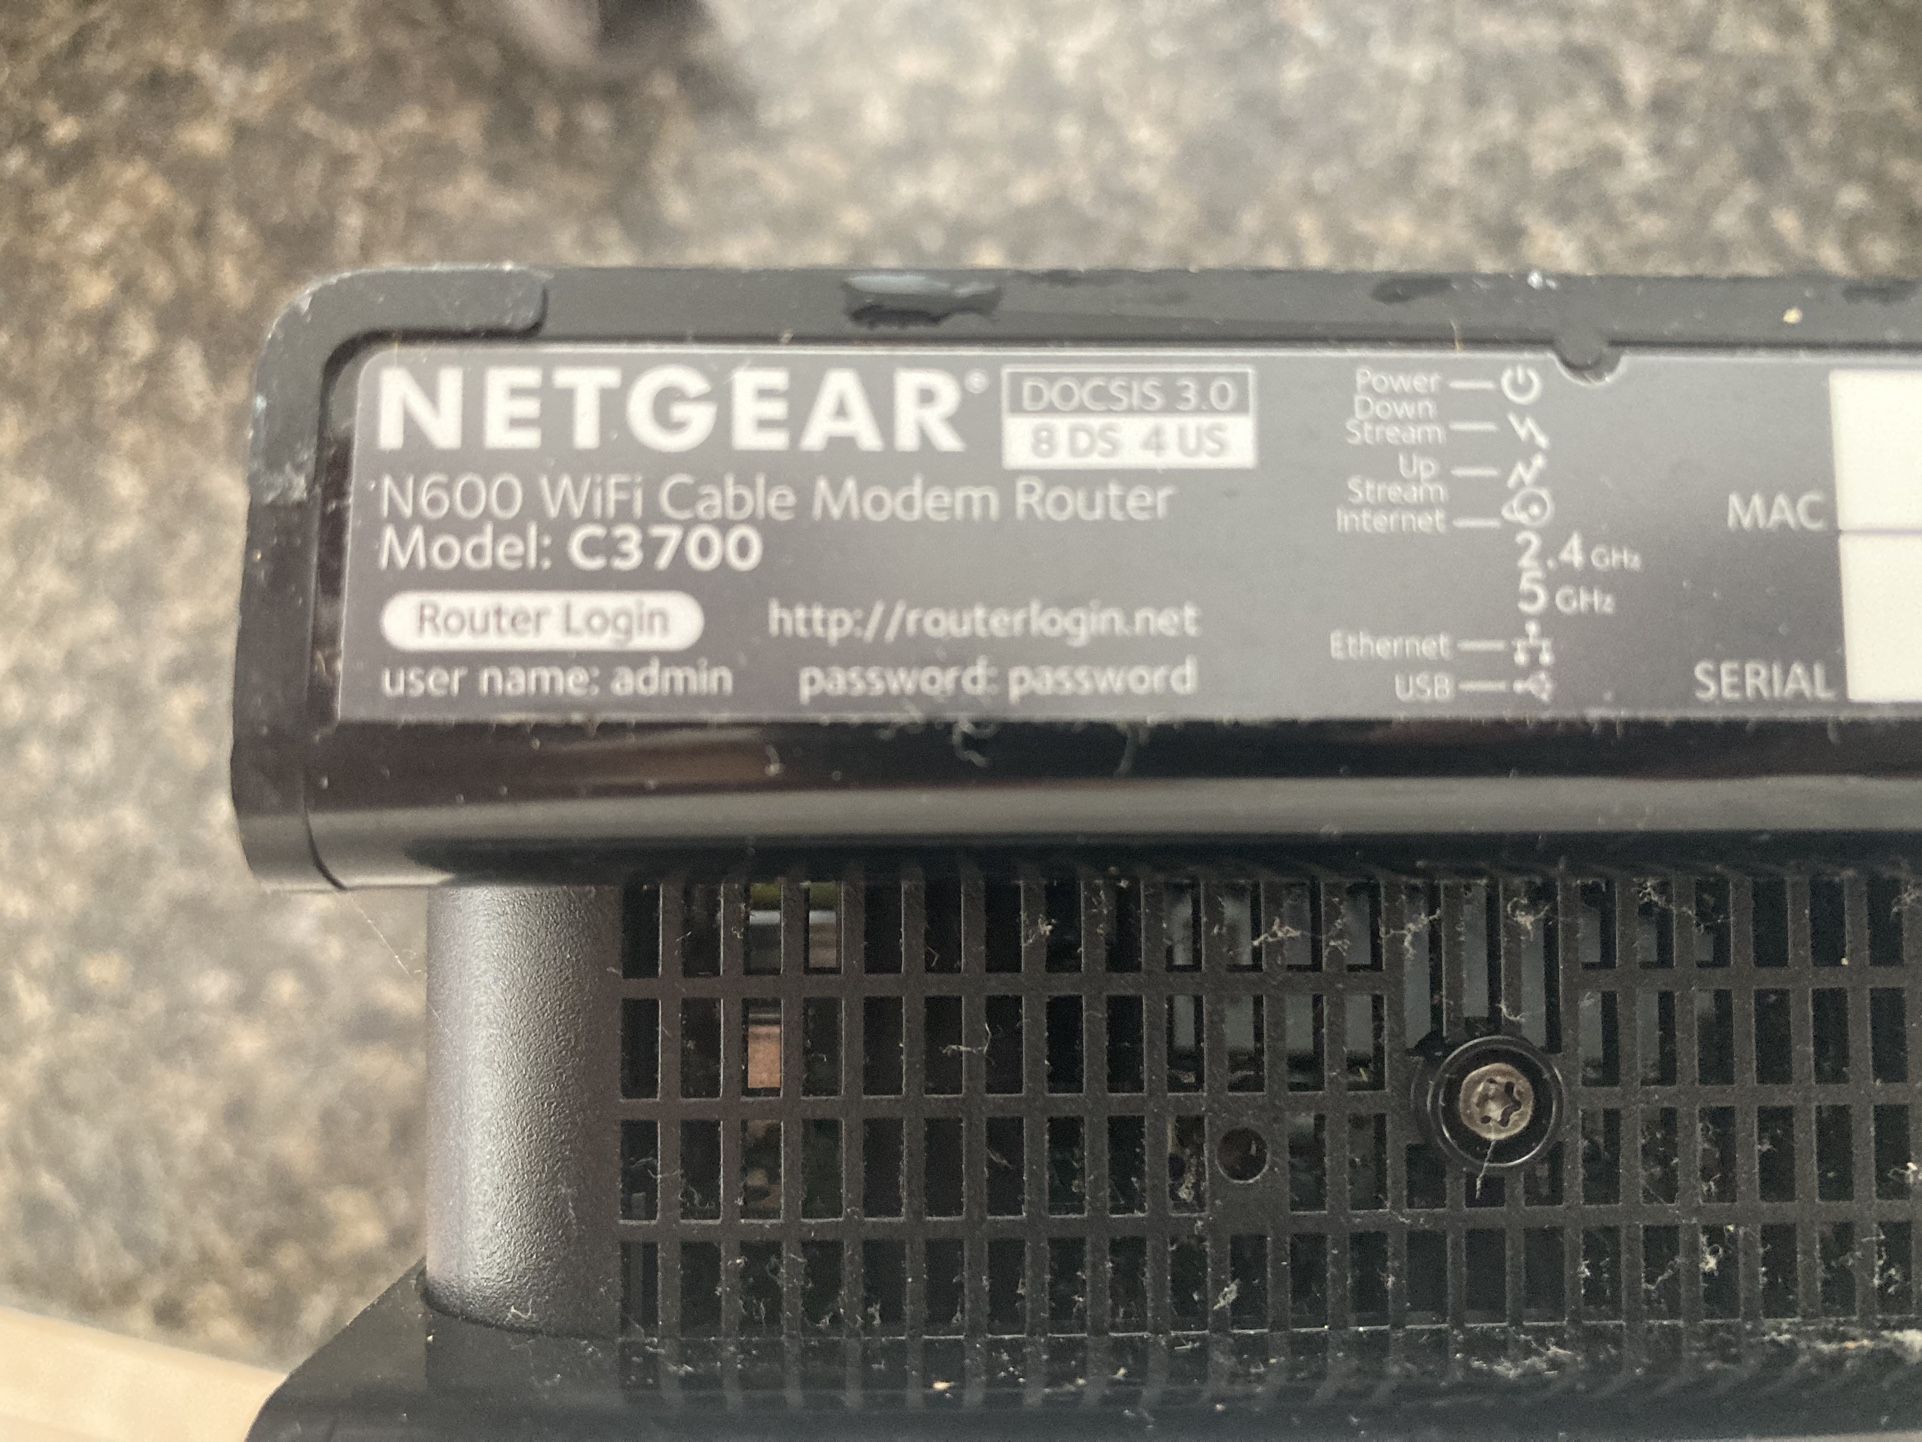 NETGEAR®
DOCSIS 3.0
8 DS 4 US
N600 WiFi Cable Modem Router
Model: C3700
Router Login http://routerlogin.net
user name: admin password: password
Power
Down
Stream
Up
Stream
Internet
2.4 GHz
5 GHz
Ethernet
USB
MAC
SERIAL